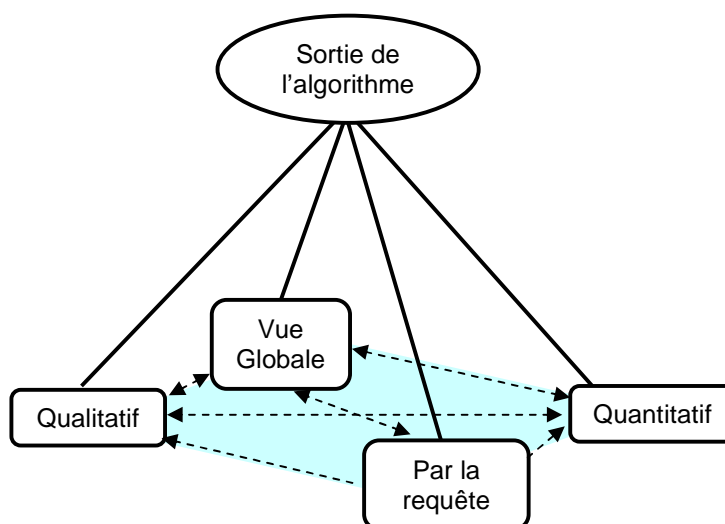 Sortie de
l'algorithme
Vue
Globale
Qualitatif
Quantitatif
Par la
requête